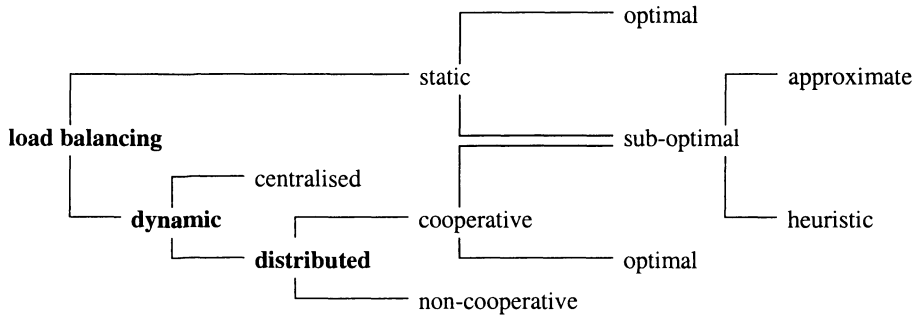 optimal
static
approximate
load balancing
sub-optimal
centralised
dynamic
cooperative
heuristic
distributed
optimal
non-cooperative